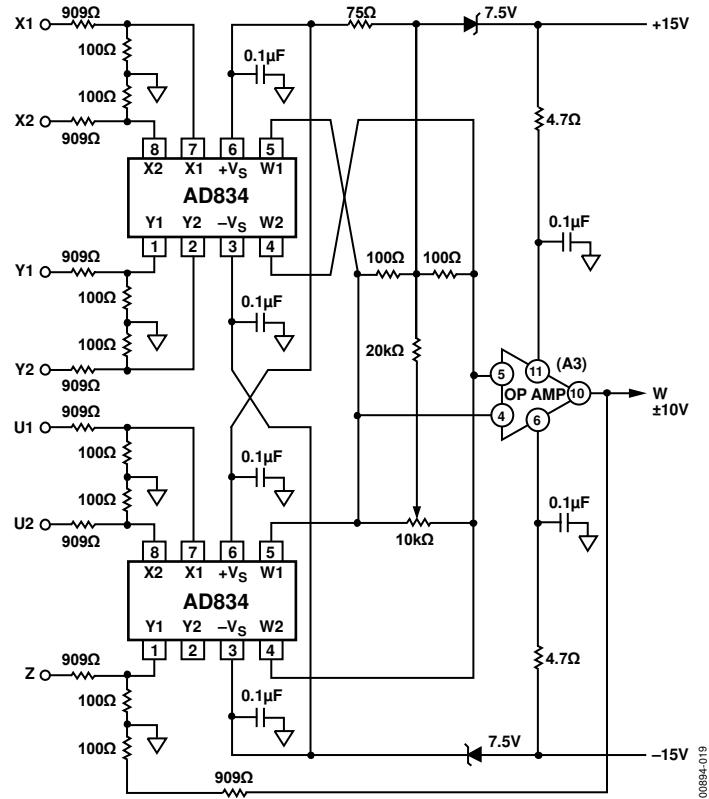 X1
909Ω
100Ω
100Ω
X2
909Ω
75Ω
7.5V
+15V
0.1µF
4.7Ω
8 7 6 5
X2 X1 +VS W1
AD834
Y1 Y2 –VS W2
1 2 3 4
0.1µF
Y1
909Ω
100Ω
100Ω
Y2
909Ω
0.1µF
100Ω 100Ω
20kΩ
5 11 (A3)
OP AMP 10
4 6
W
±10V
U1
909Ω
100Ω
100Ω
U2
909Ω
0.1µF
0.1µF
10kΩ
8 7 6 5
X2 X1 +VS W1
AD834
Y1 Y2 –VS W2
1 2 3 4
Z
909Ω
100Ω
100Ω
0.1µF
4.7Ω
7.5V
–15V
909Ω
00894-019